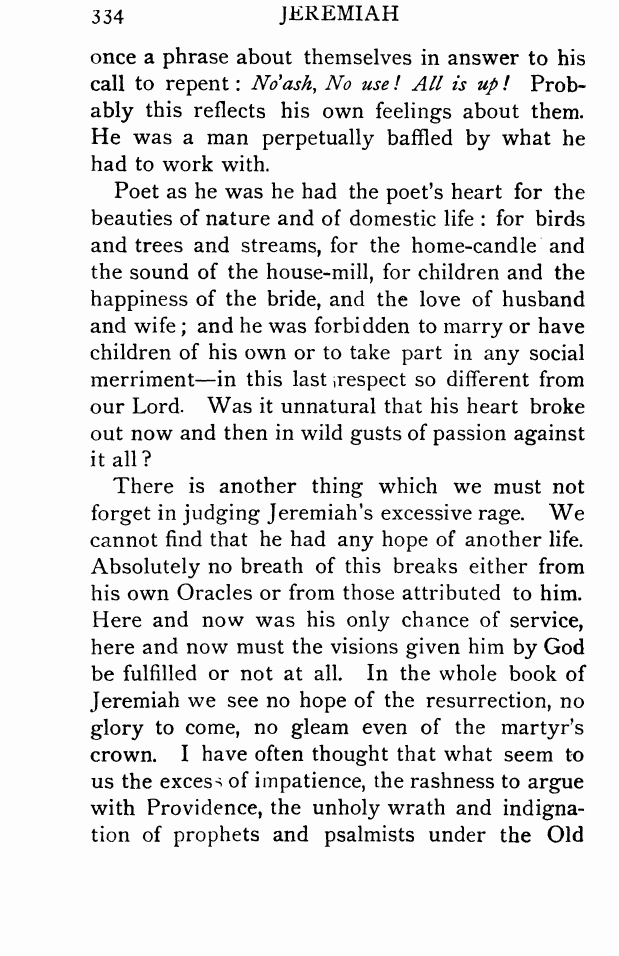 334 JEREMIAH
once a phrase about themselves in answer to his
call to repent : No'ash, No use! All is up! Prob-
ably this reflects his own feelings about them.
He was a man perpetually baffled by what he
had to work with.
Poet as he was he had the poet's heart for the
beauties of nature and of domestic life : for birds
and trees and streams, for the home-candle and
the sound of the house-mill, for children and the
happiness of the bride, and the love of husband
and wife ; and he was forbidden to marry or have
children of his own or to take part in any social
merriment—in this last respect so different from
our Lord. Was it unnatural that his heart broke
out now and then in wild gusts of passion against
it all ?
There is another thing which we must not
forget in judging Jeremiah's excessive rage. We
cannot find that he had any hope of another life.
Absolutely no breath of this breaks either from
his own Oracles or from those attributed to him.
Here and now was his only chance of service,
here and now must the visions given him by God
be fulfilled or not at all. In the whole book of
Jeremiah we see no hope of the resurrection, no
glory to come, no gleam even of the martyr's
crown. I have often thought that what seem to
us the excess of impatience, the rashness to argue
with Providence, the unholy wrath and indigna-
tion of prophets and psalmists under the Old